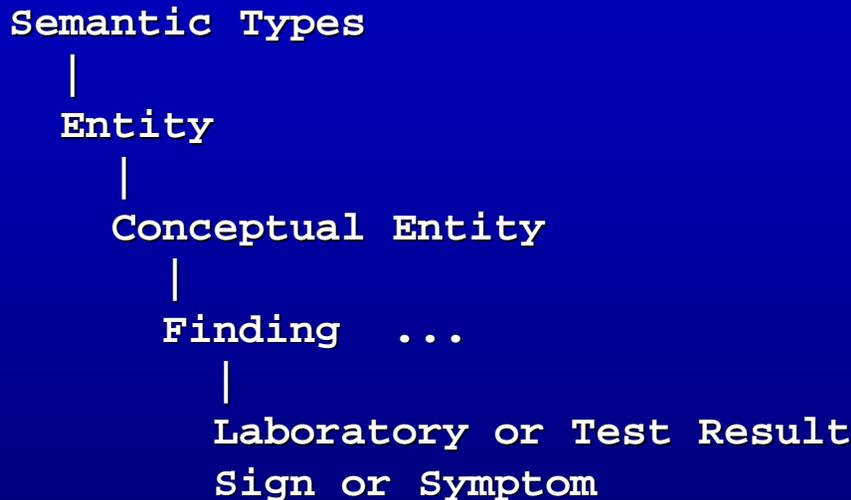 Semantic Types
|
Entity
|
Conceptual Entity
|
Finding ...
|
Laboratory or Test Result
Sign or Symptom